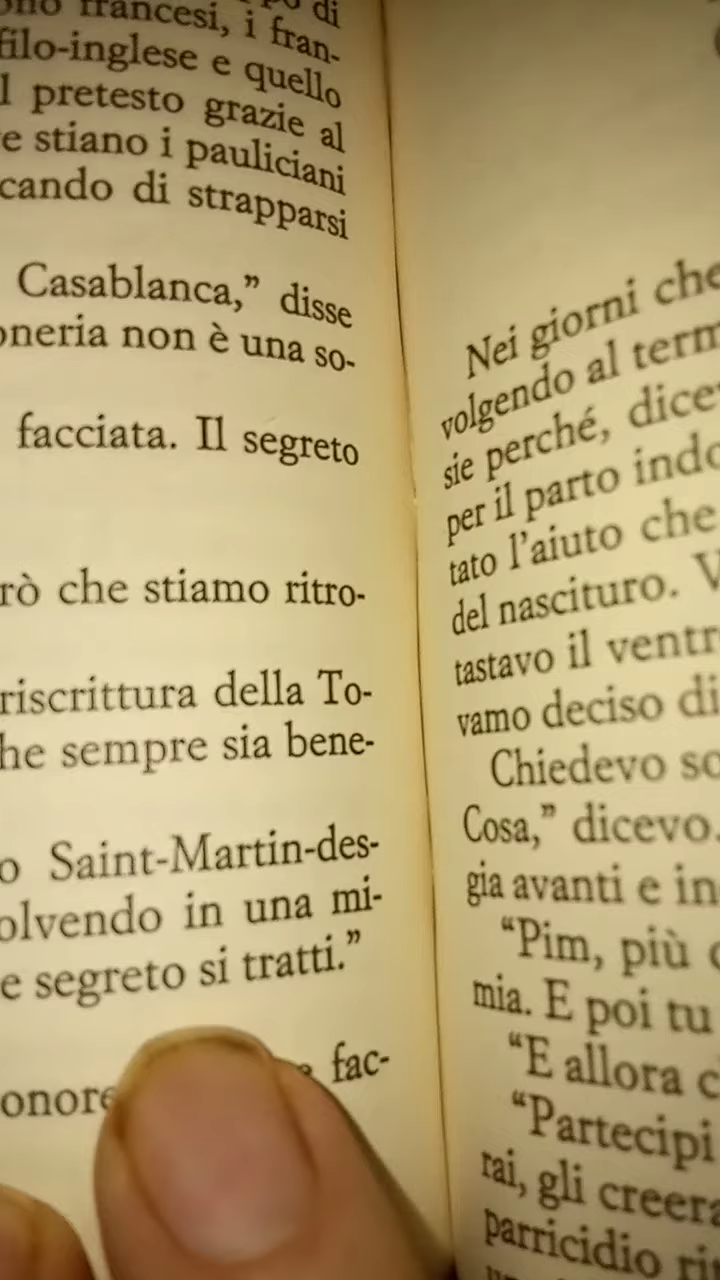 di
francesi, i fran-
filo-inglese e quello
pretesto grazie al
stiano i pauliciani
cando di strapparsi
Casablanca,” disse
oneria non è una so-
facciata. Il segreto
rò che stiamo ritro-
riscrittura della To-
he sempre sia bene-
Saint-Martin-des-
olvendo in una mi-
e segreto si tratti.”
fac-
onore
Nei giorni che
volgendo al term
sie perché, dice
per il parto indo
tato l’aiuto che
del nascituro. V
tastavo il ventr
vamo deciso di
Chiedevo so
Cosa,” dicevo.
gia avanti e in
“Pim, più
mia. E poi tu
“E allora c
“Partecipi
rai, gli creera
parricidio ri